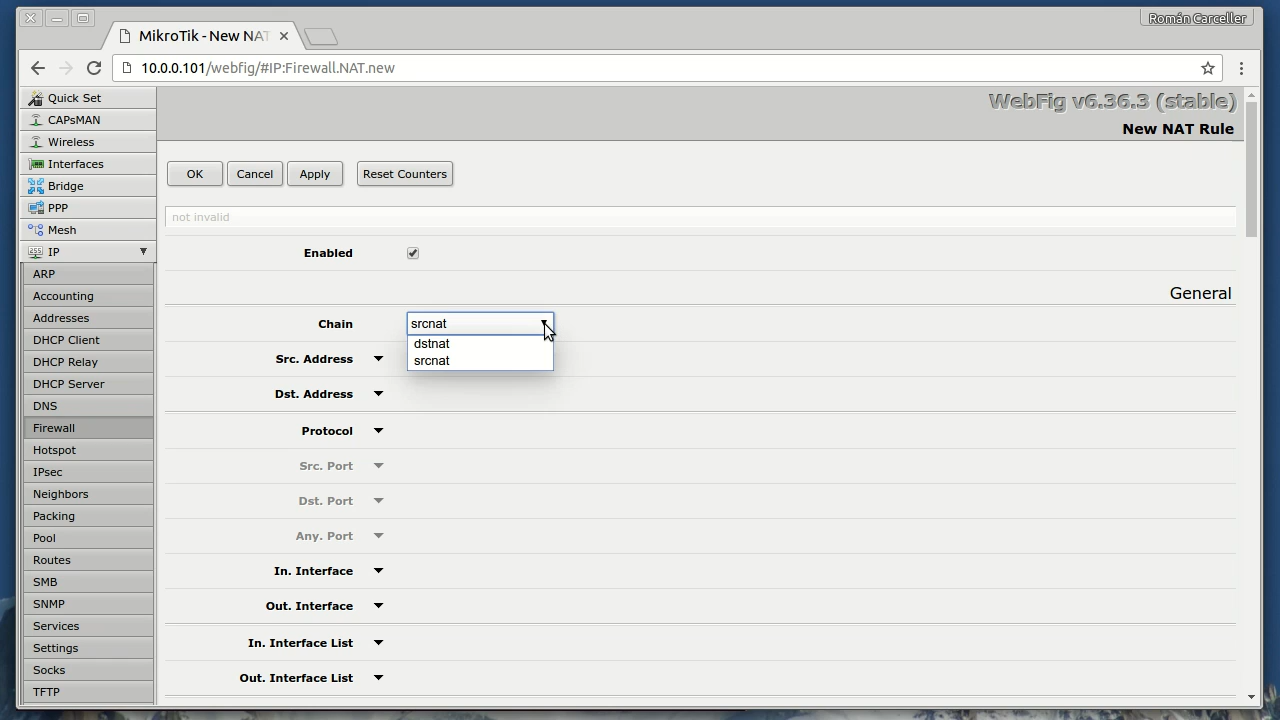 Román Carceller
MikroTik - New NAT
10.0.0.101/webfig/#IP:Firewall.NAT.new
Quick Set
CAPsMAN
Wireless
Interfaces
Bridge
PPP
Mesh
IP
ARP
Accounting
Addresses
DHCP Client
DHCP Relay
DHCP Server
DNS
Firewall
Hotspot
IPsec
Neighbors
Packing
Pool
Routes
SMB
SNMP
Services
Settings
Socks
TFTP
WebFig v6.36.3 (stable)
New NAT Rule
OK Cancel Apply Reset Counters
not invalid
Enabled
General
Chain srcnat
dstnat
srcnat
Src. Address
Dst. Address
Protocol
Src. Port
Dst. Port
Any. Port
In. Interface
Out. Interface
In. Interface List
Out. Interface List